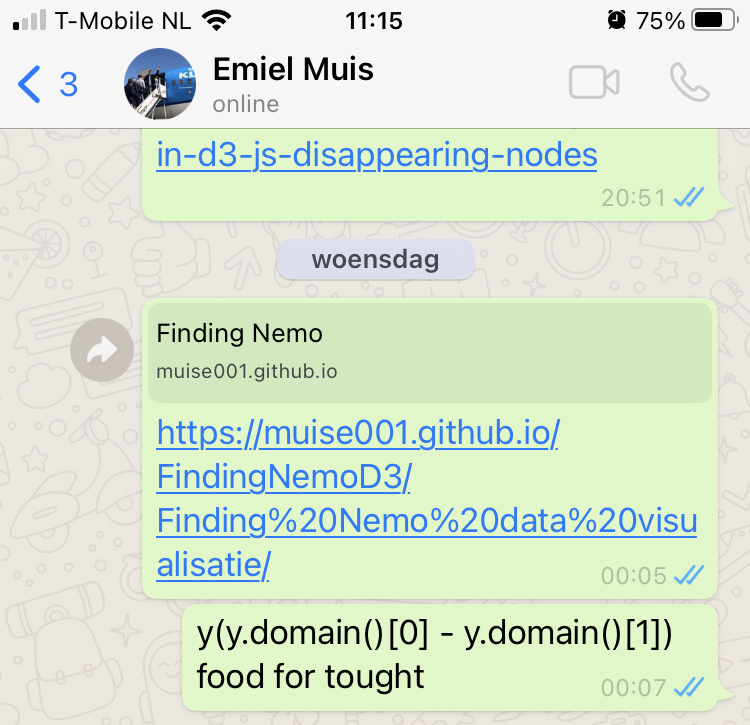 T-Mobile NL 11:15 75%
3 Emiel Muis
online
in-d3-js-disappearing-nodes
20:51
woensdag
Finding Nemo
muise001.github.io
https://muise001.github.io/
FindingNemoD3/
Finding%20Nemo%20data%20visu
alisatie/
00:05
y(y.domain()[0] - y.domain()[1])
food for tought
00:07